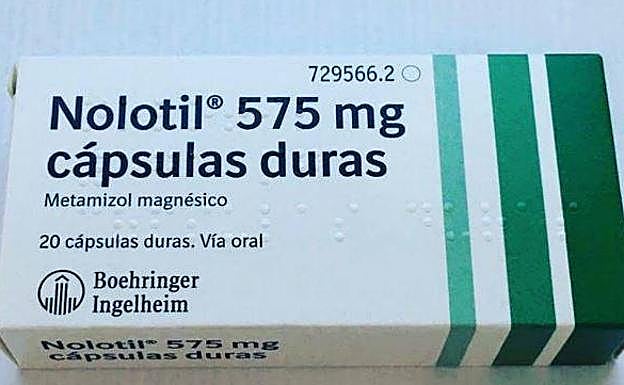 729566.2
Nolotil® 575 mg
cápsulas duras
Metamizol magnésico
20 cápsulas duras. Vía oral
Boehringer
Ingelheim
Nolotil® 575 mg
cápsulas duras